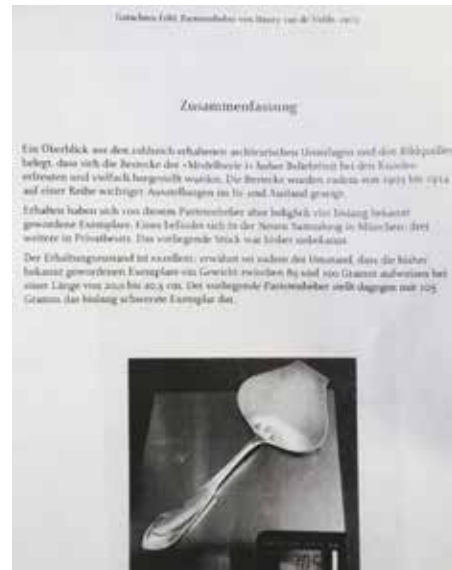 Gutachten Föhl, Pastetenheber von Henry van de Velde, 1903
Zusammenfassung
Ein Überblick aus den zahlreich erhaltenen archivarischen Unterlagen und den Bildquellen
belegt, dass sich die Bestecke des »Modells« hoher Beliebtheit bei den Kunden
erfreuten und vielfach hergestellt wurden. Die Bestecke wurden zudem von 1903 bis 1914
auf einer Reihe wichtiger Ausstellungen im In- und Ausland gezeigt.
Erhalten haben sich von diesem Pastetenheber aber lediglich vier bislang bekannt
gewordene Exemplare. Eines befindet sich in der Neuen Sammlung in München; drei
weitere in Privatbesitz. Das vorliegende Stück war bisher unbekannt.
Der Erhaltungszustand ist exzellent; erwähnt sei zudem der Umstand, dass die bisher
bekannt gewordenen Exemplare ein Gewicht zwischen 89 und 100 Gramm aufweisen bei
einer Länge von 20,0 bis 20,5 cm. Der vorliegende Pastetenheber stellt dagegen mit 105
Gramm das bislang schwerste Exemplar dar.
105